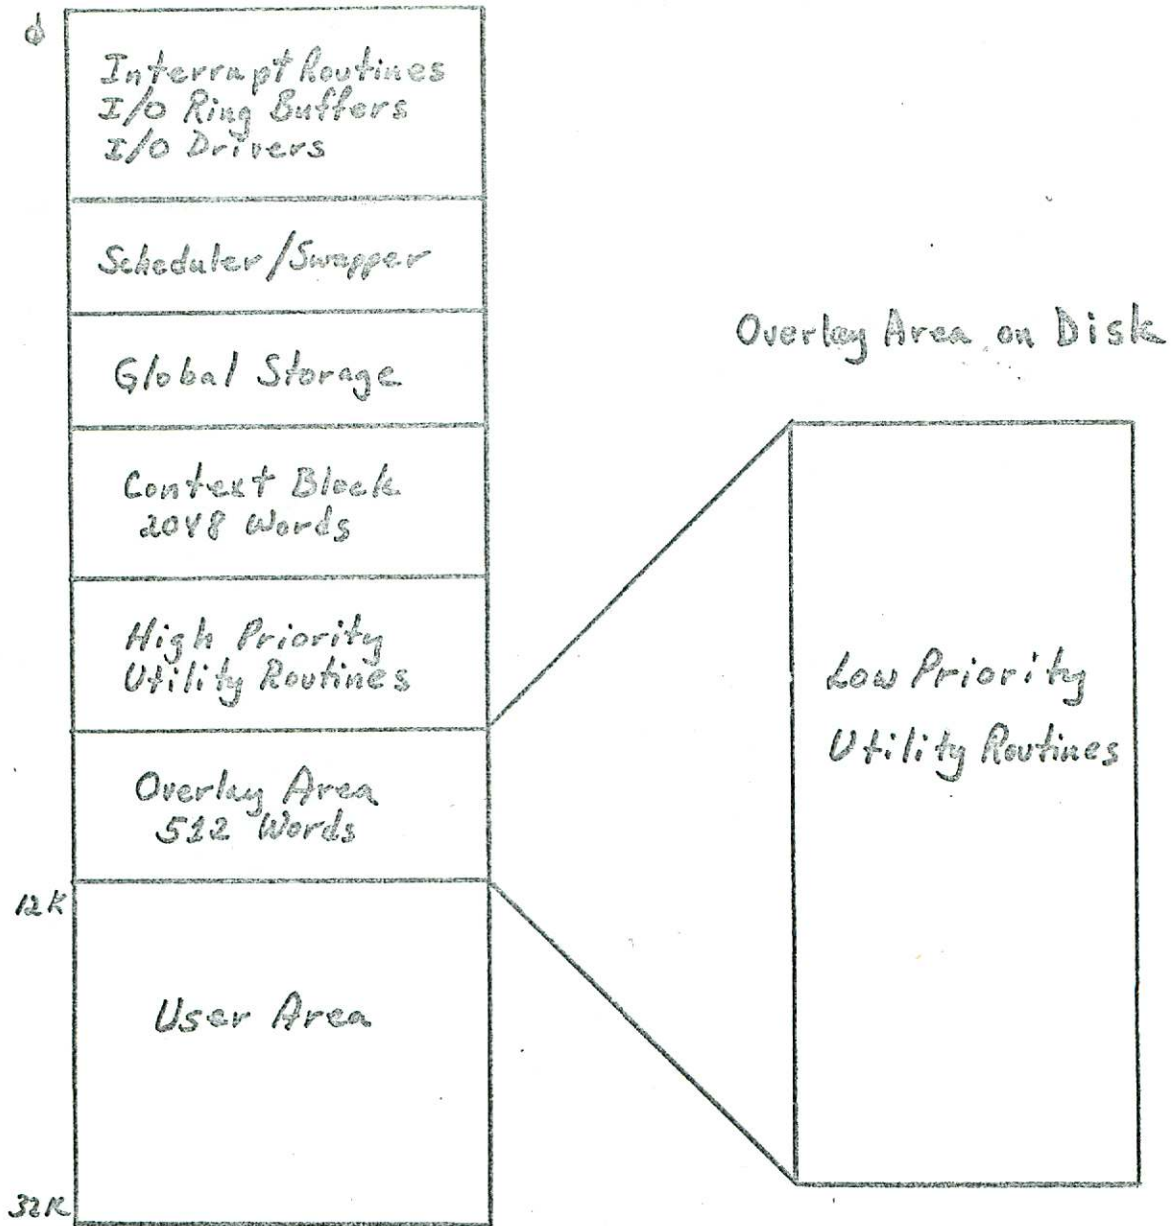 ϕ
Interrupt Routines
I/O Ring Buffers
I/O Drivers
Scheduler/Swapper
Global Storage
Overlay Area on Disk
Context Block
2048 Words
High Priority
Utility Routines
Low Priority
Utility Routines
Overlay Area
512 Words
12K
User Area
32K